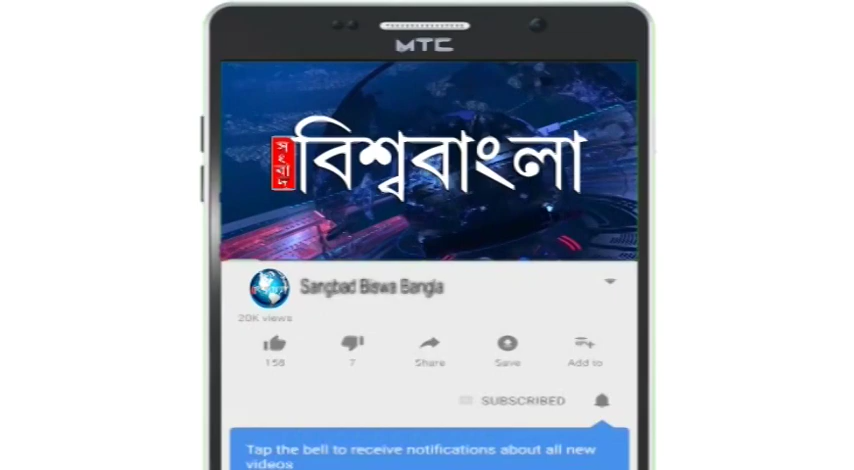 MTC
সংবাদ
বিশ্ববাংলা
Sangbad Biswa Bangla
20K views
158 7 Share Save Add to
SUBSCRIBED
Tap the bell to receive notifications about all new
videos